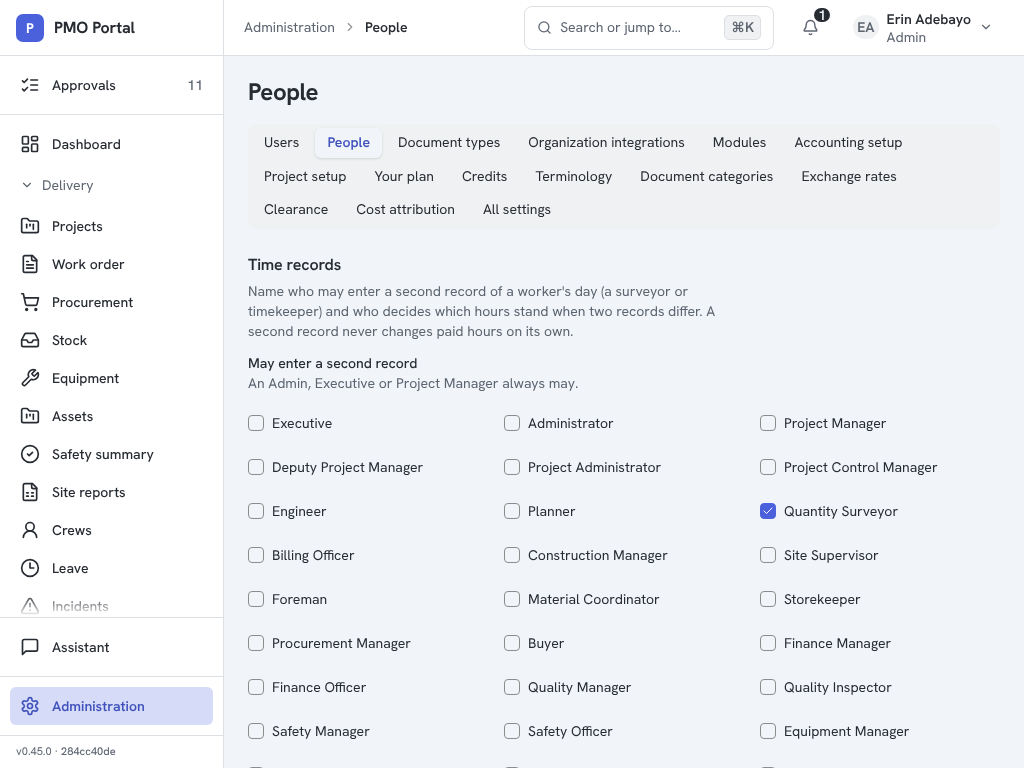 P PMO Portal
Administration > People
Search or jump to... ⌘K
1
EA Erin Adebayo
Admin
Approvals 11
Dashboard
Delivery
Projects
Work order
Procurement
Stock
Equipment
Assets
Safety summary
Site reports
Crews
Leave
Incidents
Assistant
Administration
v0.45.0 · 284cc40de
People
Users People Document types Organization integrations Modules Accounting setup
Project setup Your plan Credits Terminology Document categories Exchange rates
Clearance Cost attribution All settings
Time records
Name who may enter a second record of a worker's day (a surveyor or
timekeeper) and who decides which hours stand when two records differ. A
second record never changes paid hours on its own.
May enter a second record
An Admin, Executive or Project Manager always may.
Executive Administrator Project Manager
Deputy Project Manager Project Administrator Project Control Manager
Engineer Planner Quantity Surveyor
Billing Officer Construction Manager Site Supervisor
Foreman Material Coordinator Storekeeper
Procurement Manager Buyer Finance Manager
Finance Officer Quality Manager Quality Inspector
Safety Manager Safety Officer Equipment Manager